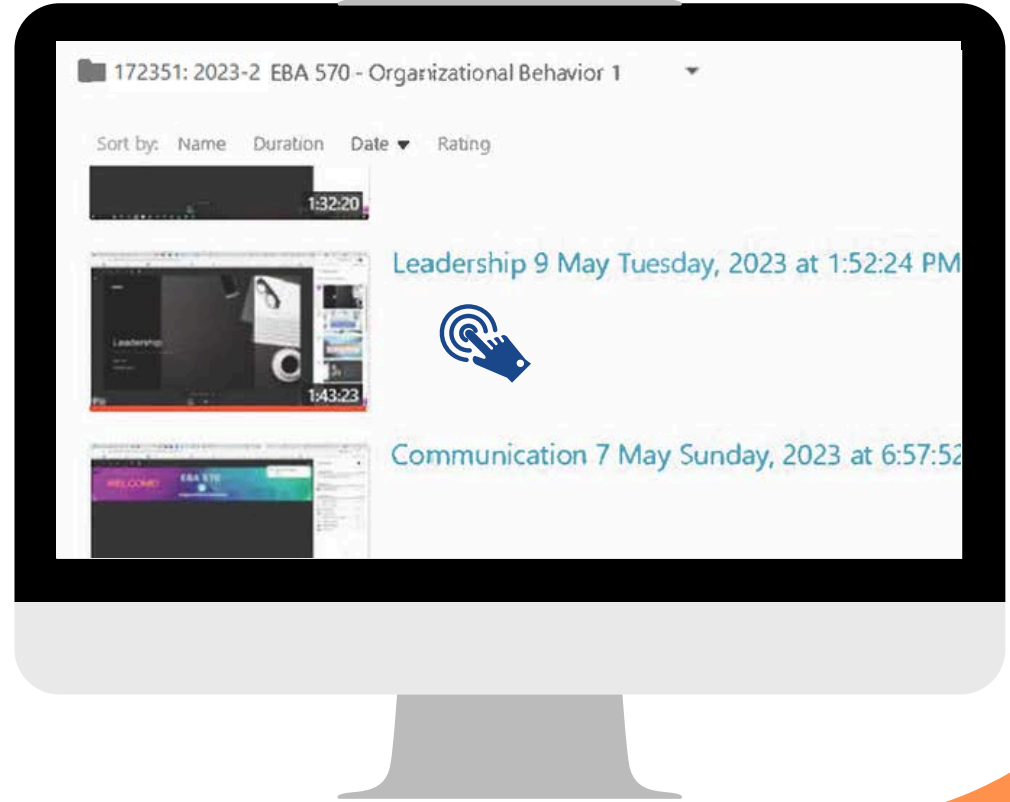 172351: 2023-2 EBA 570 - Organizational Behavior 1
Sort by: Name Duration Date Rating
1:32:20
Leadership 9 May Tuesday, 2023 at 1:52:24 PM
Leadership
1:43:23
Communication 7 May Sunday, 2023 at 6:57:52
WELCOME! EBA 570